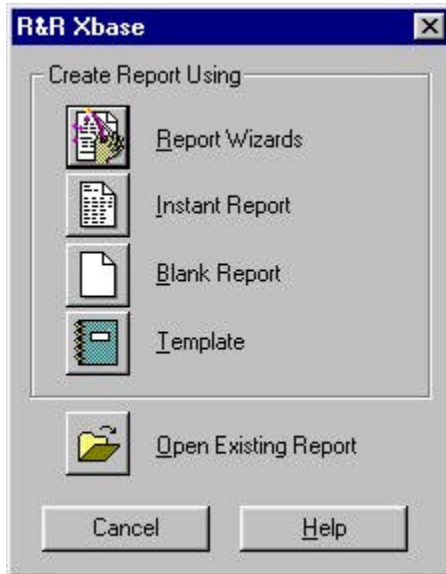 R&R Xbase
Create Report Using
Report Wizards
Instant Report
Blank Report
Template
Open Existing Report
Cancel Help